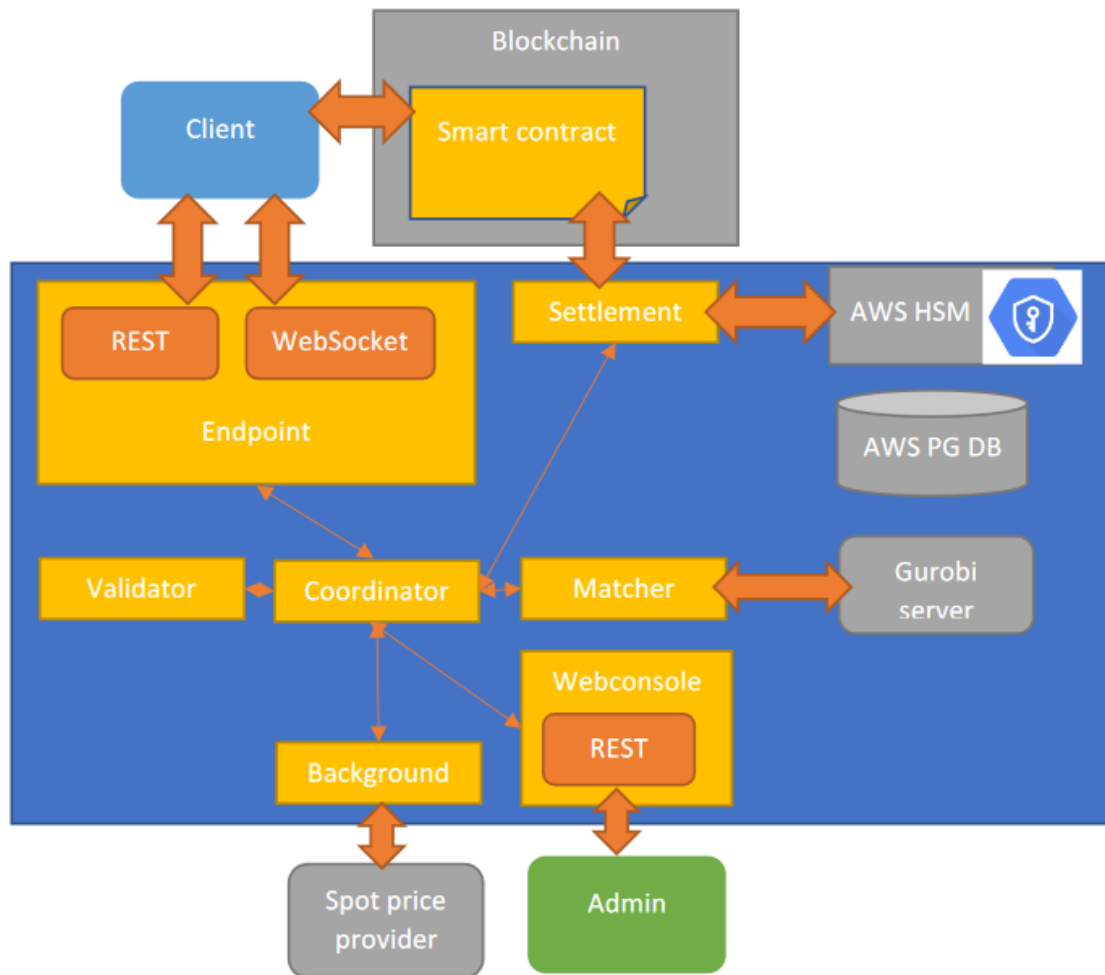 Blockchain
Client
Smart contract
REST
WebSocket
Endpoint
Settlement
AWS HSM
AWS PG DB
Validator
Coordinator
Matcher
Gurobi
server
Webconsole
REST
Background
Spot price
provider
Admin